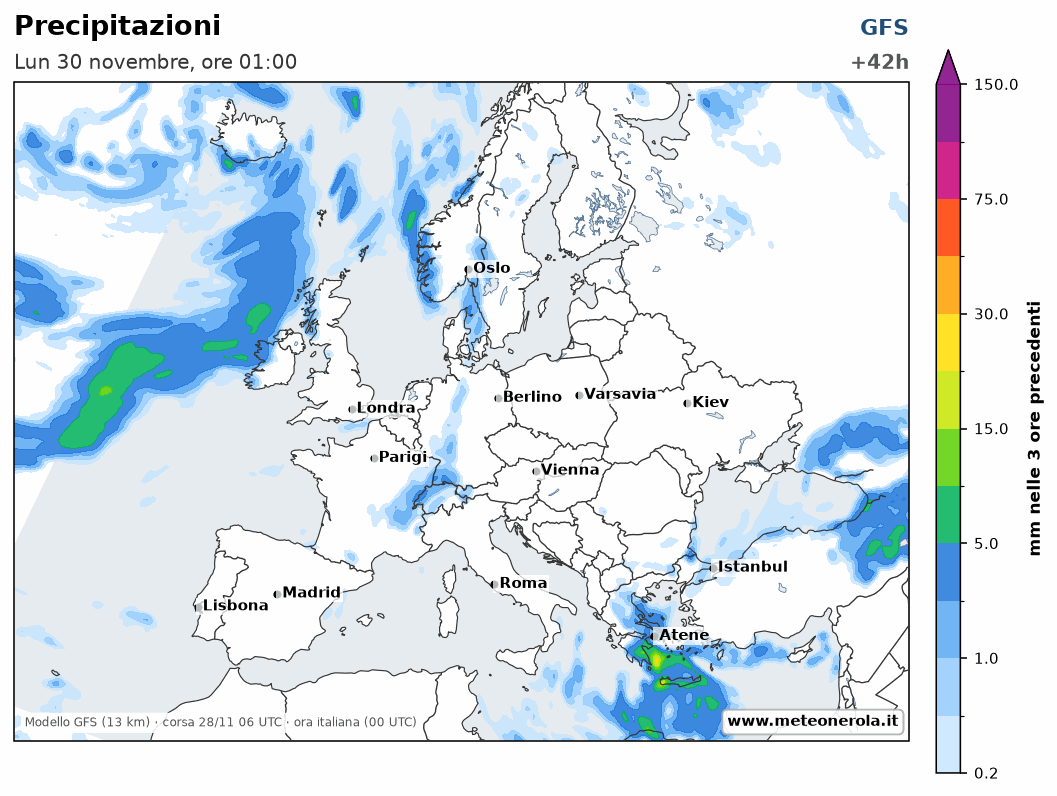 Precipitazioni
GFS
Lun 30 novembre, ore 01:00
+42h
150.0
75.0
30.0
15.0
5.0
1.0
0.2
mm nelle 3 ore precedenti
Oslo
Berlino
Varsavia
Kiev
Londra
Parigi
Vienna
Istanbul
Roma
Madrid
Lisbona
Atene
Modello GFS (13 km) · corsa 28/11 06 UTC · ora italiana (00 UTC)
www.meteonerola.it